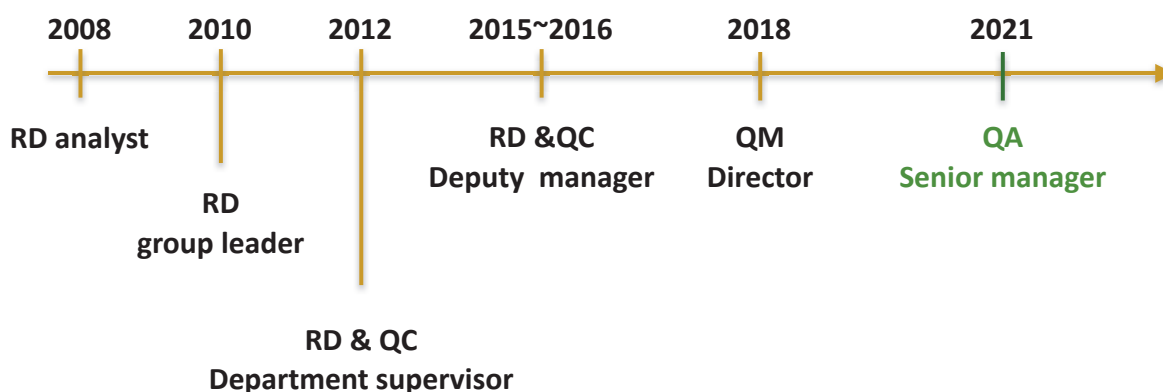 2008 2010 2012 2015~2016 2018 2021
RD analyst
RD
group leader
RD & QC
Department supervisor
RD &QC
Deputy manager
QM
Director
QA
Senior manager